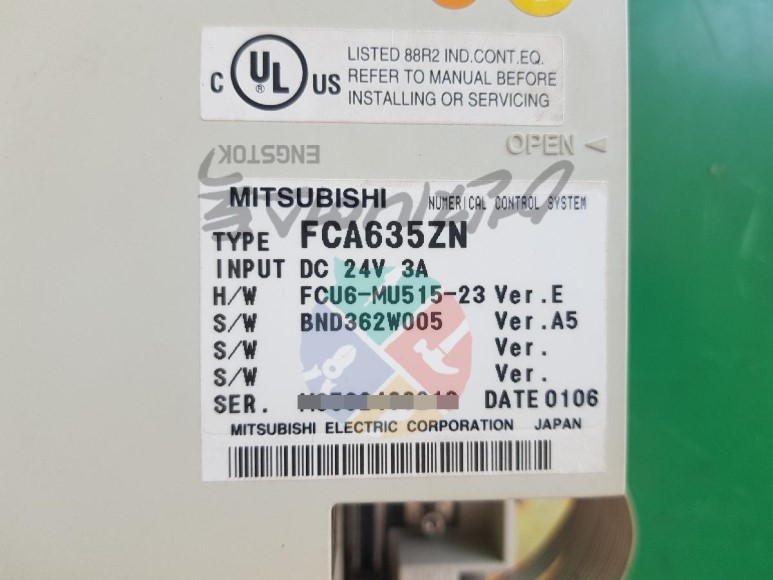 C UL ® US
LISTED 88R2 IND.CONT.EQ.
REFER TO MANUAL BEFORE
INSTALLING OR SERVICING
OPEN
MITSUBISHI NUMERICAL CONTROL SYSTEM
TYPE FCA635ZN
INPUT DC 24V 3A
H/W FCU6-MU515-23 Ver.E
S/W BND362W005 Ver.A5
S/W Ver.
S/W Ver.
SER. DATE 0106
MITSUBISHI ELECTRIC CORPORATION JAPAN